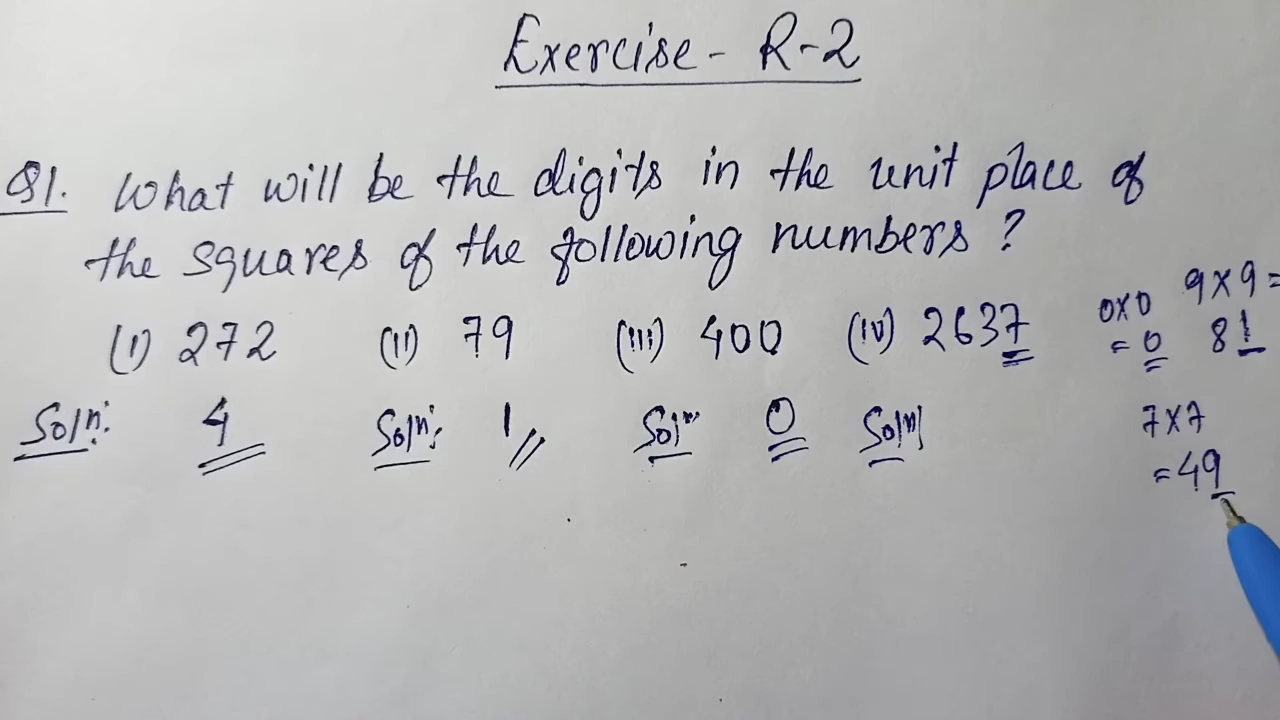 Exercise - R-2
Q1. What will be the digits in the unit place of
the squares of the following numbers ?
(i) 272 (ii) 79 (iii) 400 (iv) 2637
Soln: 4 Soln: 1 Soln 0 Soln
0×0
= 0
9×9=
81
7×7
=49